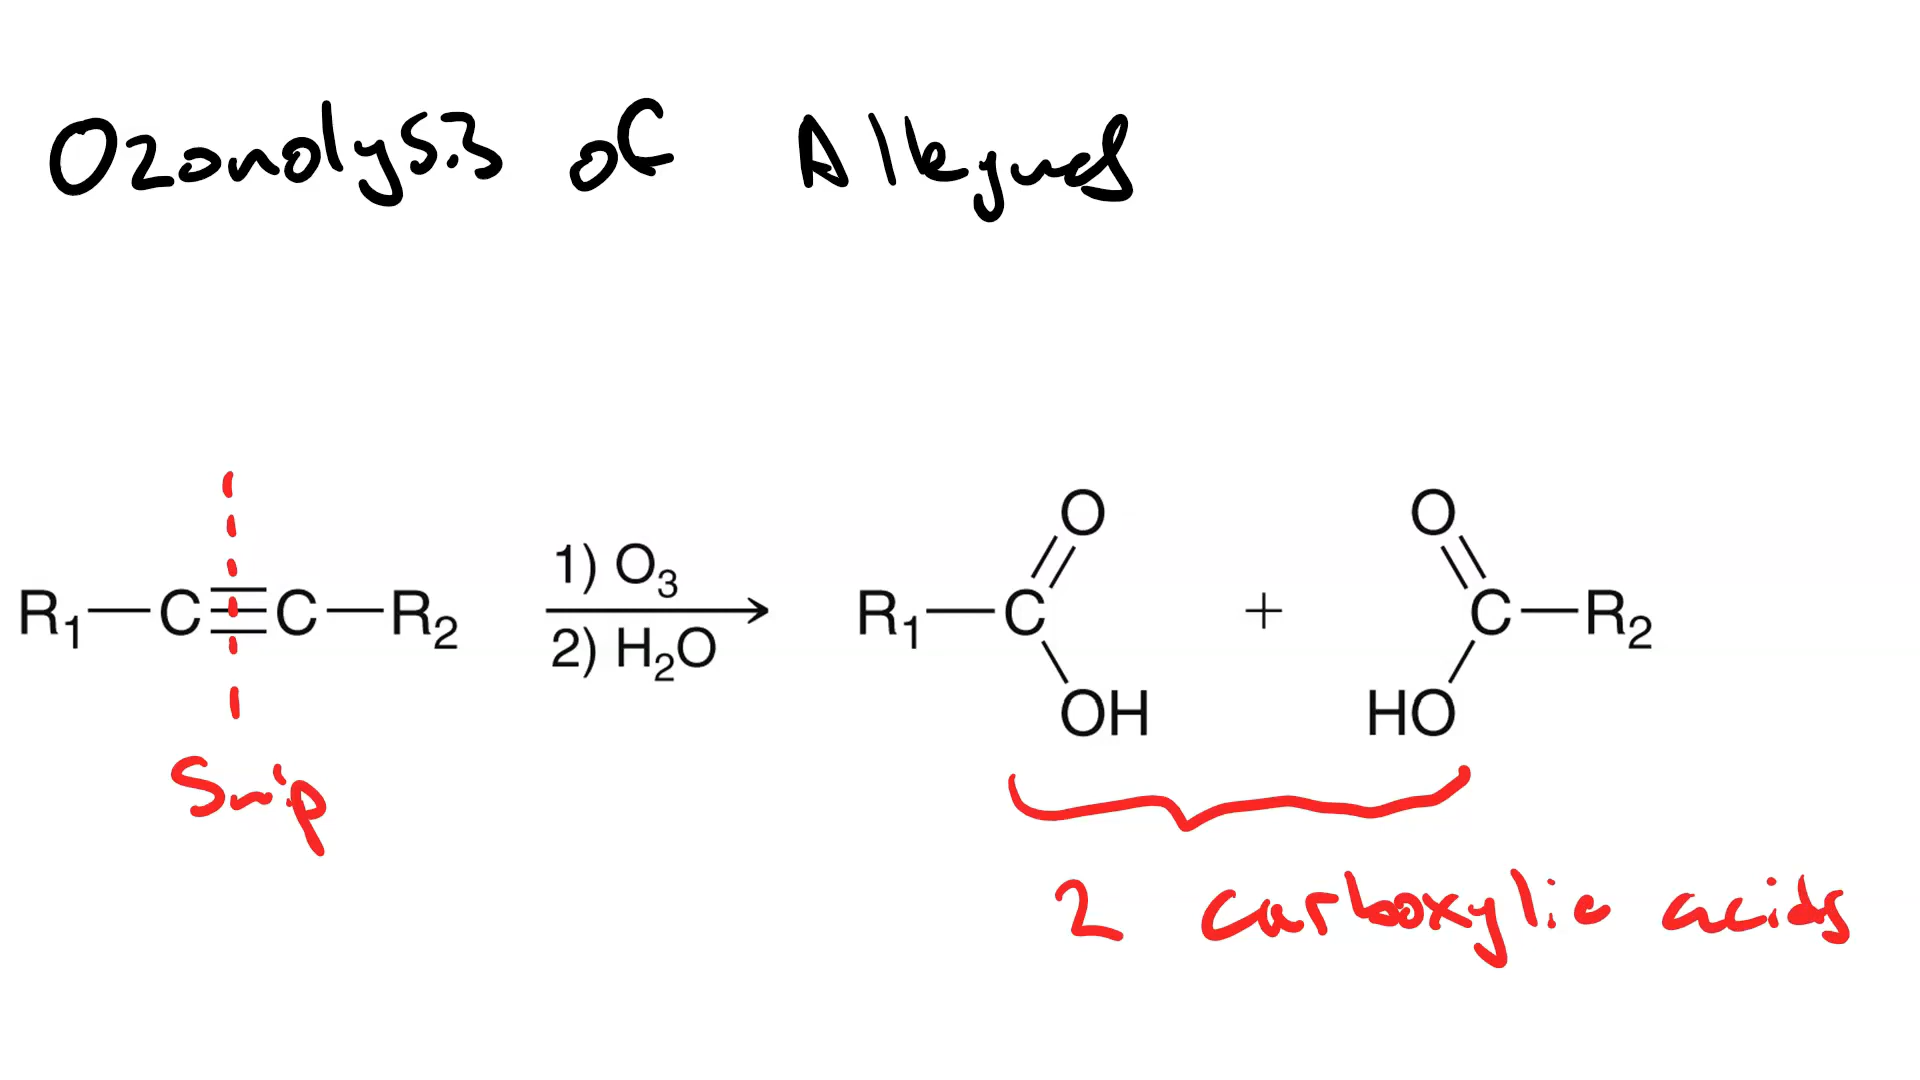 Ozonolysis of Alkynes
R₁—C≡C—R₂ 1) O₃ 2) H₂O R₁—C(=O)OH + HO(O=)C—R₂
Snip
2 carboxylic acids